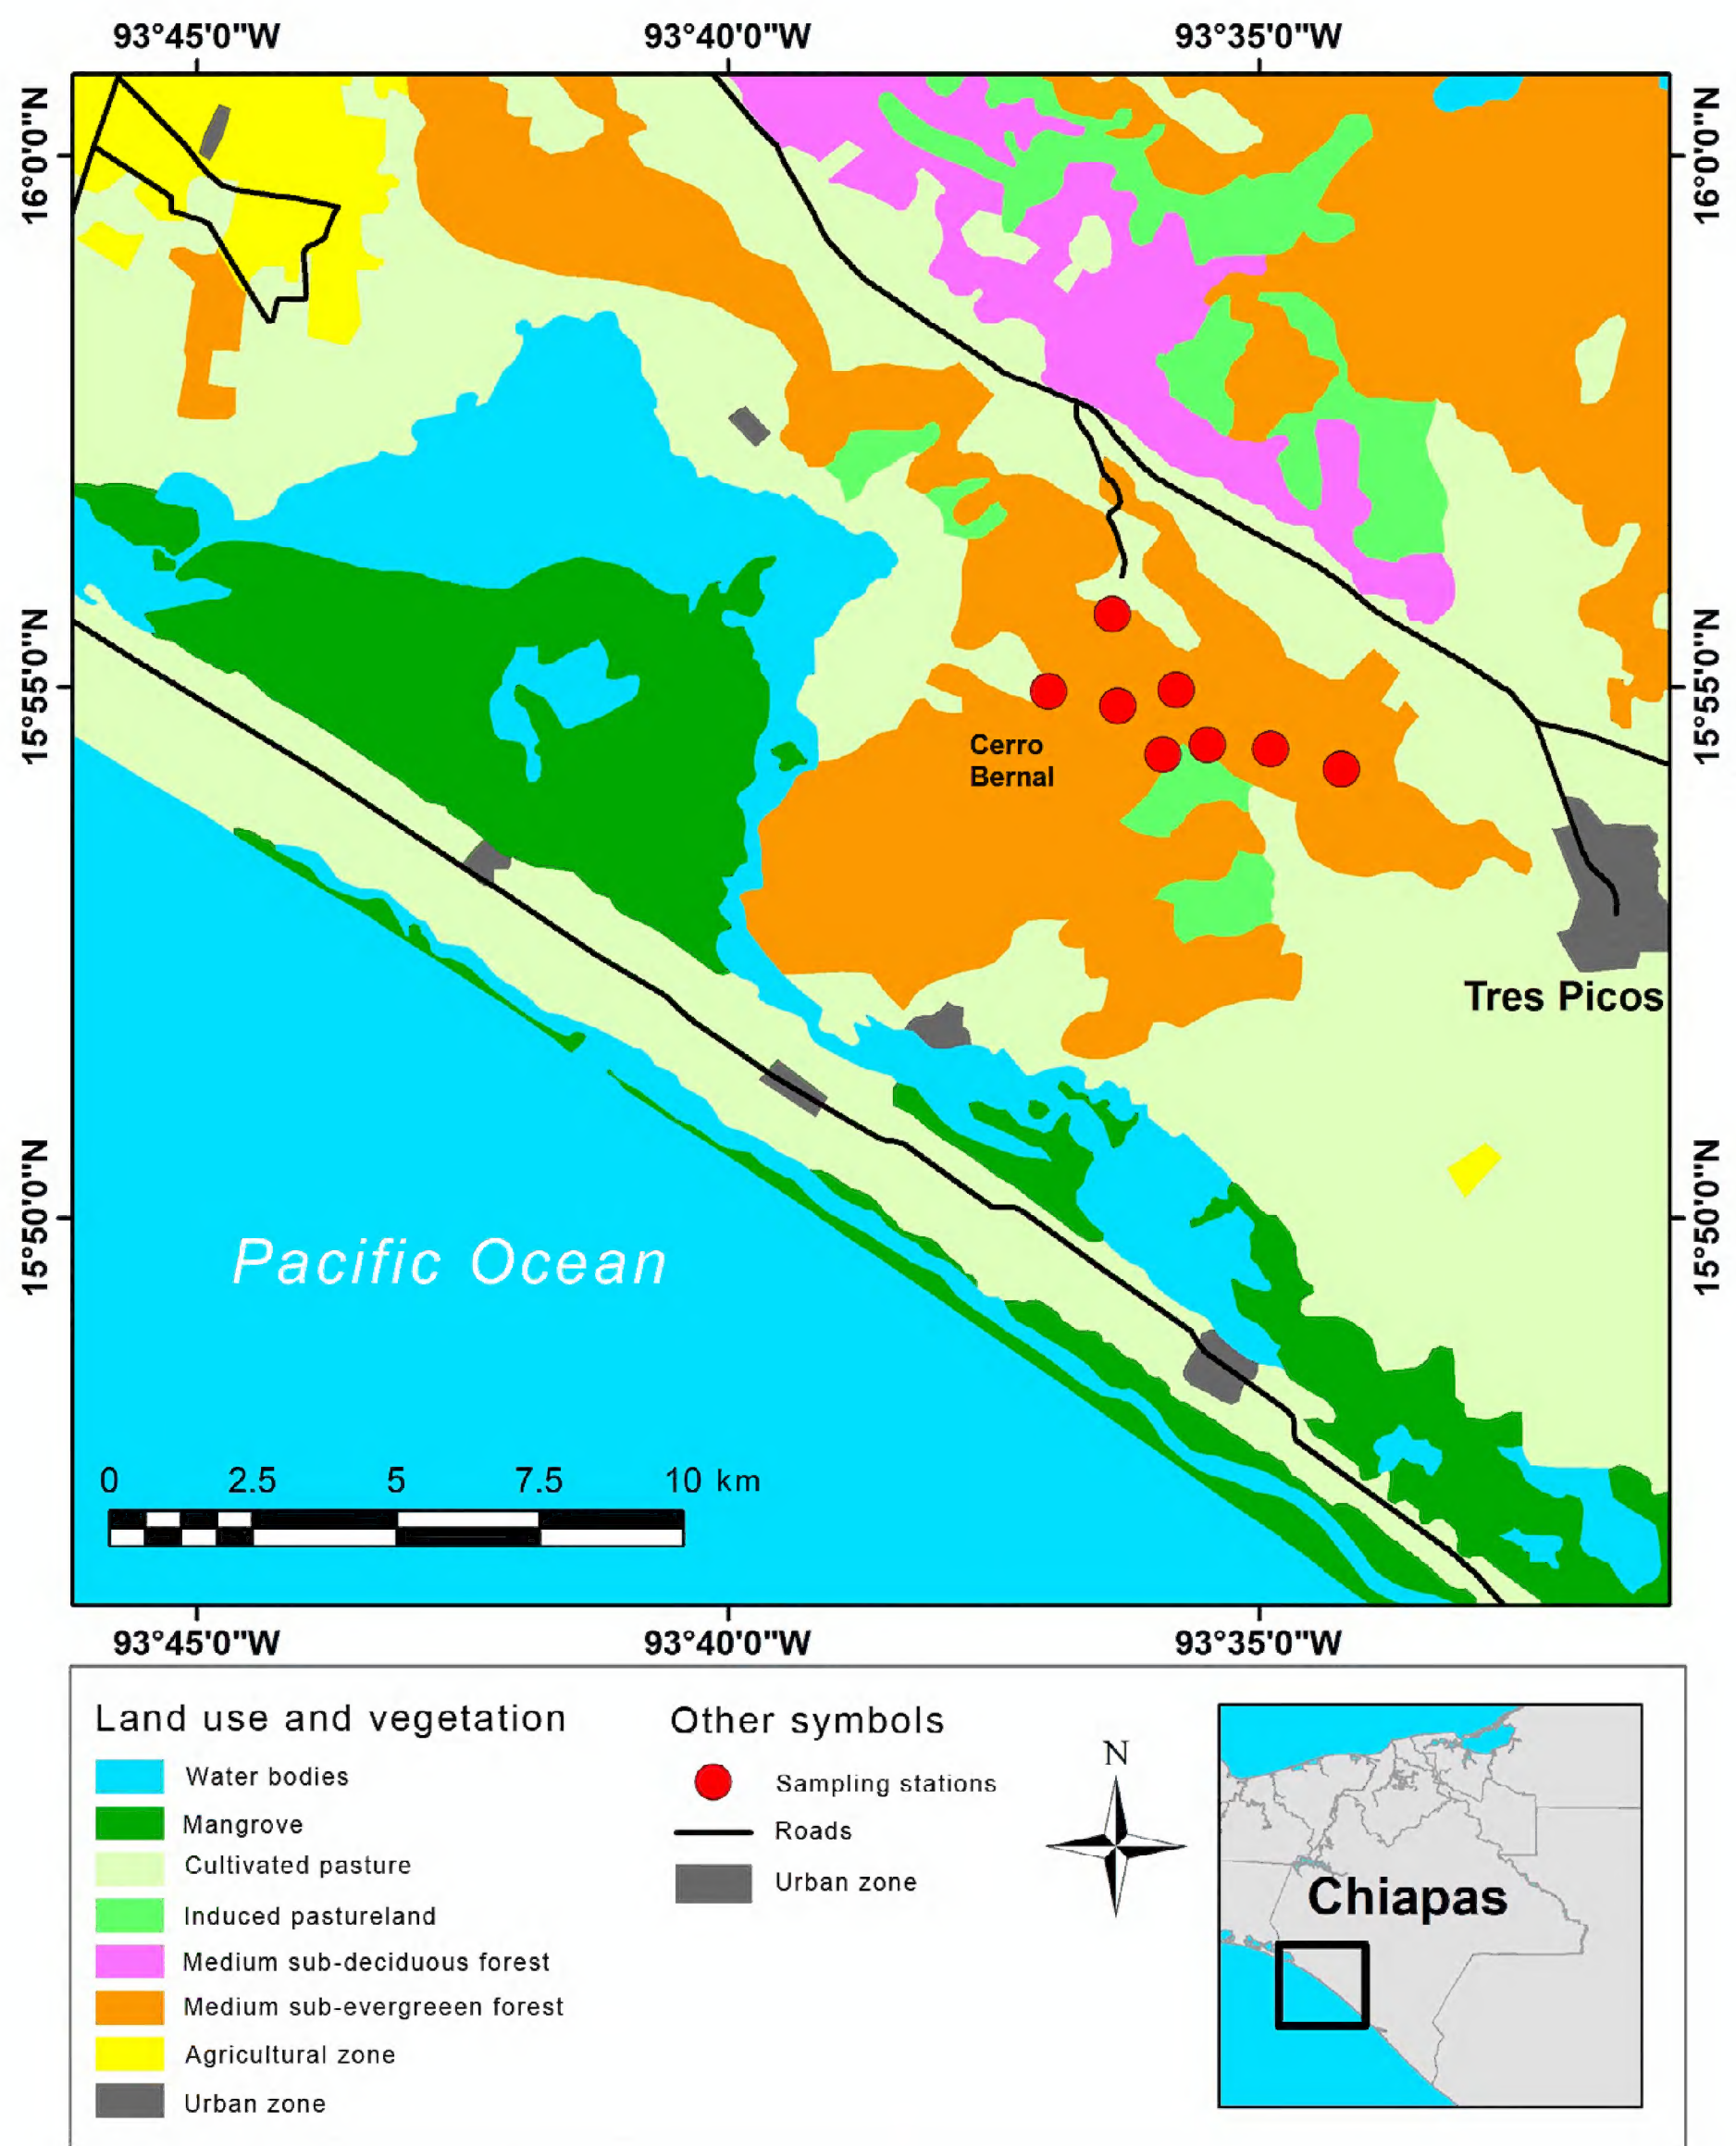 93°45'0"W 93°40'0"W 93°35'0"W
16°0'0"N 16°0'0"N
15°55'0"N 15°55'0"N
Cerro
Bernal
Tres Picos
15°50'0"N 15°50'0"N
Pacific Ocean
0 2.5 5 7.5 10 km
93°45'0"W 93°40'0"W 93°35'0"W
Land use and vegetation
Water bodies
Mangrove
Cultivated pasture
Induced pastureland
Medium sub-deciduous forest
Medium sub-evergreeen forest
Agricultural zone
Urban zone
Other symbols
Sampling stations
Roads
Urban zone
N
Chiapas